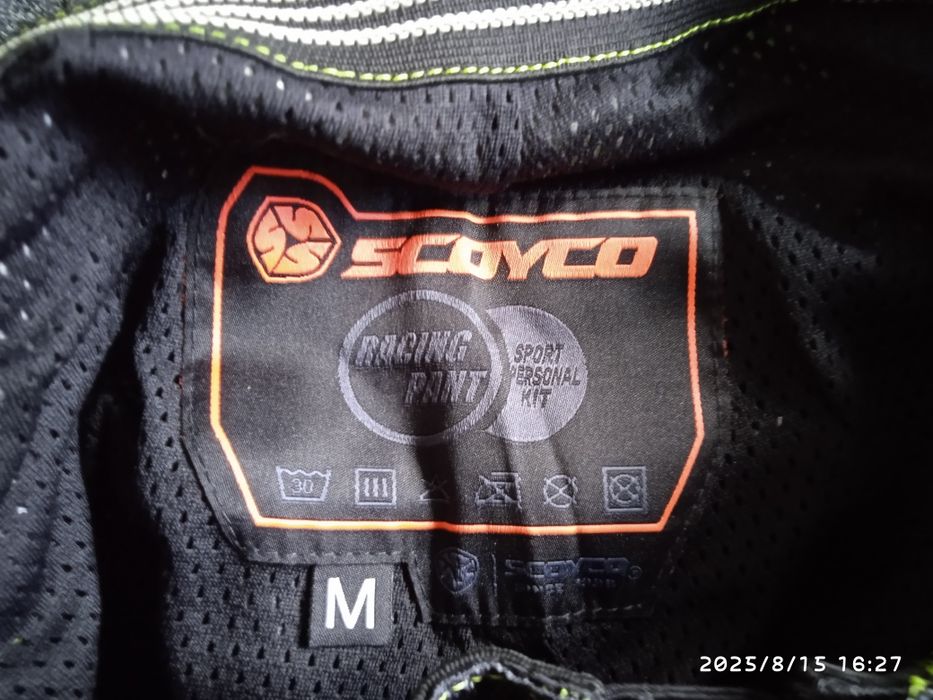 SCOYCO
RACING
PANT
SPORT
PERSONAL
KIT
30
SCOYCO
M
2025/8/15 16:27